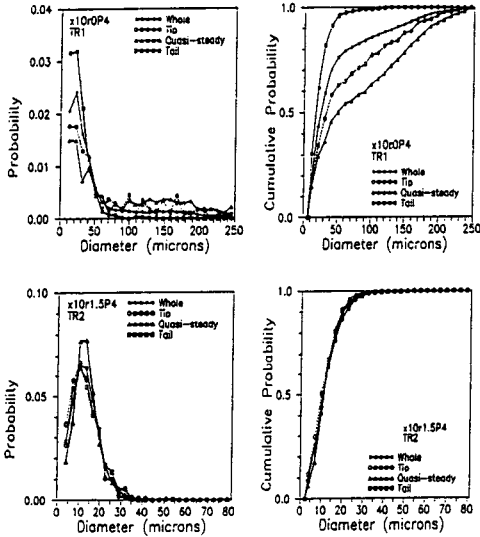 x10r0P4
TR1
Whole
Tip
Quasi-steady
Tail
0.04
0.03
0.02
0.01
0.00
Probability
0 50 100 150 200 250
Diameter (microns)
1.0
0.5
0.0
Cumulative Probability
x10r0P4
TR1
Whole
Tip
Quasi-steady
Tail
0 50 100 150 200 250
Diameter (microns)
0.10
0.05
0.00
Probability
x10r1.5P4
TR2
Whole
Tip
Quasi-steady
Tail
0 10 20 30 40 50 60 70 80
Diameter (microns)
1.0
0.5
0.0
Cumulative Probability
x10r1.5P4
TR2
Whole
Tip
Quasi-steady
Tail
0 10 20 30 40 50 60 70 80
Diameter (microns)